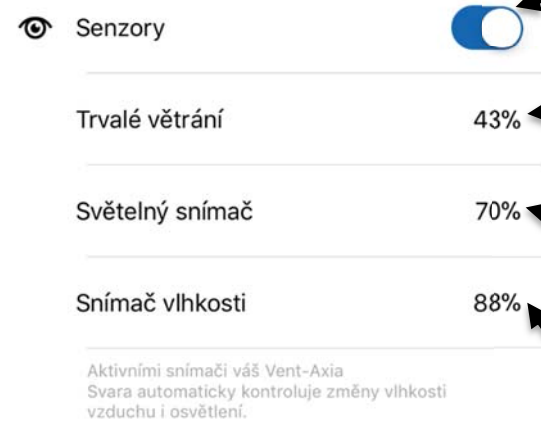 Senzory
Trvalé větrání 43%
Světelný snímač 70%
Snímač vlhkosti 88%
Aktivními snímači váš Vent-Axia
Svara automaticky kontroluje změny vlhkosti
vzduchu i osvětlení.